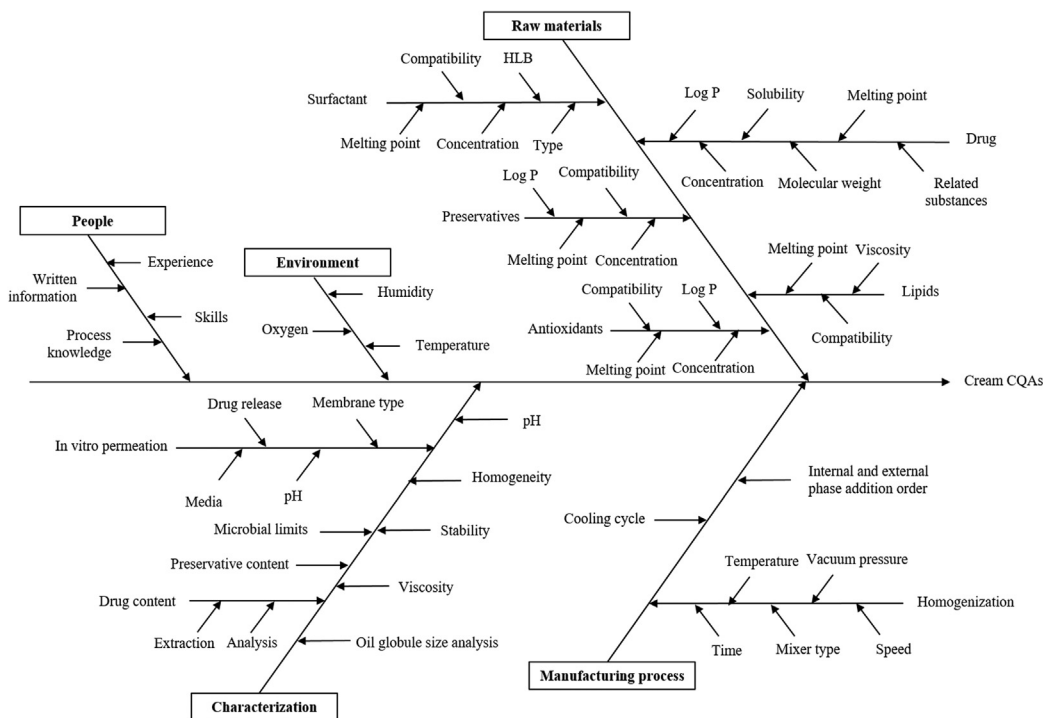 Raw materials
Compatibility
HLB
Surfactant
Melting point
Concentration
Type
Log P
Solubility
Melting point
Drug
Concentration
Molecular weight
Related
substances
Log P
Compatibility
Preservatives
Melting point
Concentration
Melting point
Viscosity
Lipids
Compatibility
Compatibility
Log P
Antioxidants
Melting point
Concentration
People
Experience
Written
information
Skills
Process
knowledge
Environment
Humidity
Oxygen
Temperature
Cream CQAs
Drug release
Membrane type
In vitro permeation
Media
pH
pH
Homogeneity
Microbial limits
Stability
Preservative content
Viscosity
Drug content
Extraction
Analysis
Oil globule size analysis
Characterization
Internal and external
phase addition order
Cooling cycle
Temperature
Vacuum pressure
Homogenization
Time
Mixer type
Speed
Manufacturing process